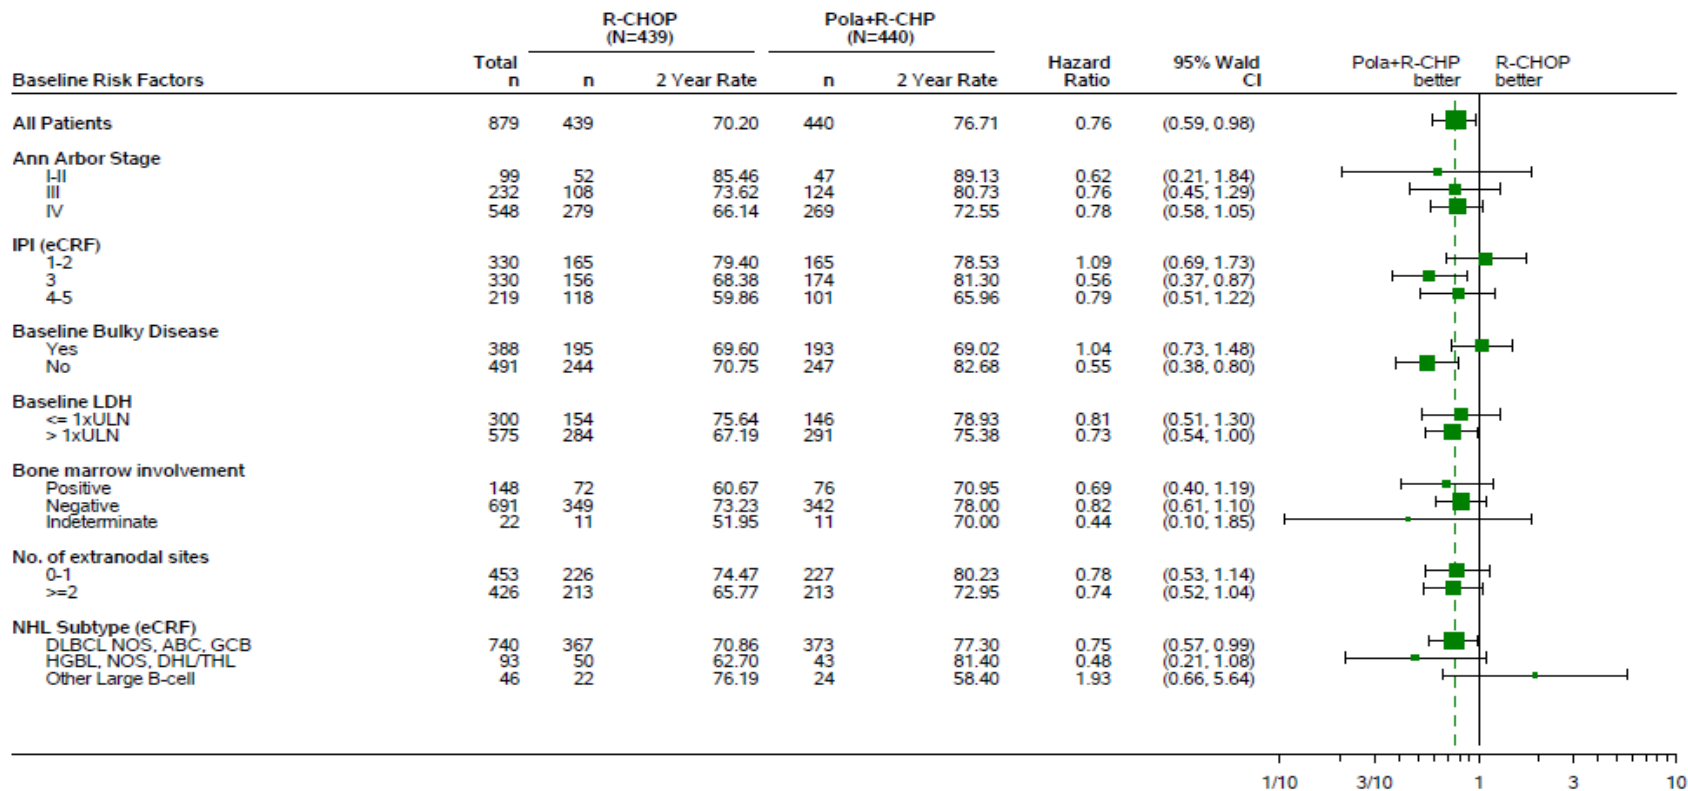 R-CHOP Pola+R-CHP
(N=439) (N=440)
Total Hazard 95% Wald Pola+R-CHP R-CHOP
Baseline Risk Factors n n 2 Year Rate n 2 Year Rate Ratio CI better better
All Patients 879 439 70.20 440 76.71 0.76 (0.59, 0.98)
Ann Arbor Stage
I-II 99 52 85.46 47 89.13 0.62 (0.21, 1.84)
III 232 108 73.62 124 80.73 0.76 (0.45, 1.29)
IV 548 279 66.14 269 72.55 0.78 (0.58, 1.05)
IPI (eCRF)
1-2 330 165 79.40 165 78.53 1.09 (0.69, 1.73)
3 330 156 68.38 174 81.30 0.56 (0.37, 0.87)
4-5 219 118 59.86 101 65.96 0.79 (0.51, 1.22)
Baseline Bulky Disease
Yes 388 195 69.60 193 69.02 1.04 (0.73, 1.48)
No 491 244 70.75 247 82.68 0.55 (0.38, 0.80)
Baseline LDH
<= 1xULN 300 154 75.64 146 78.93 0.81 (0.51, 1.30)
> 1xULN 575 284 67.19 291 75.38 0.73 (0.54, 1.00)
Bone marrow involvement
Positive 148 72 60.67 76 70.95 0.69 (0.40, 1.19)
Negative 691 349 73.23 342 78.00 0.82 (0.61, 1.10)
Indeterminate 22 11 51.95 11 70.00 0.44 (0.10, 1.85)
No. of extranodal sites
0-1 453 226 74.47 227 80.23 0.78 (0.53, 1.14)
>=2 426 213 65.77 213 72.95 0.74 (0.52, 1.04)
NHL Subtype (eCRF)
DLBCL NOS, ABC, GCB 740 367 70.86 373 77.30 0.75 (0.57, 0.99)
HGBL, NOS, DHL/THL 93 50 62.70 43 81.40 0.48 (0.21, 1.08)
Other Large B-cell 46 22 76.19 24 58.40 1.93 (0.66, 5.64)
1/10 3/10 1 3 10